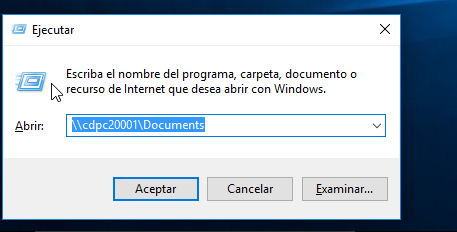 Ejecutar
Escriba el nombre del programa, carpeta, documento o
recurso de Internet que desea abrir con Windows.
Abrir: \\cdpc20001\Documents
Aceptar Cancelar Examinar...